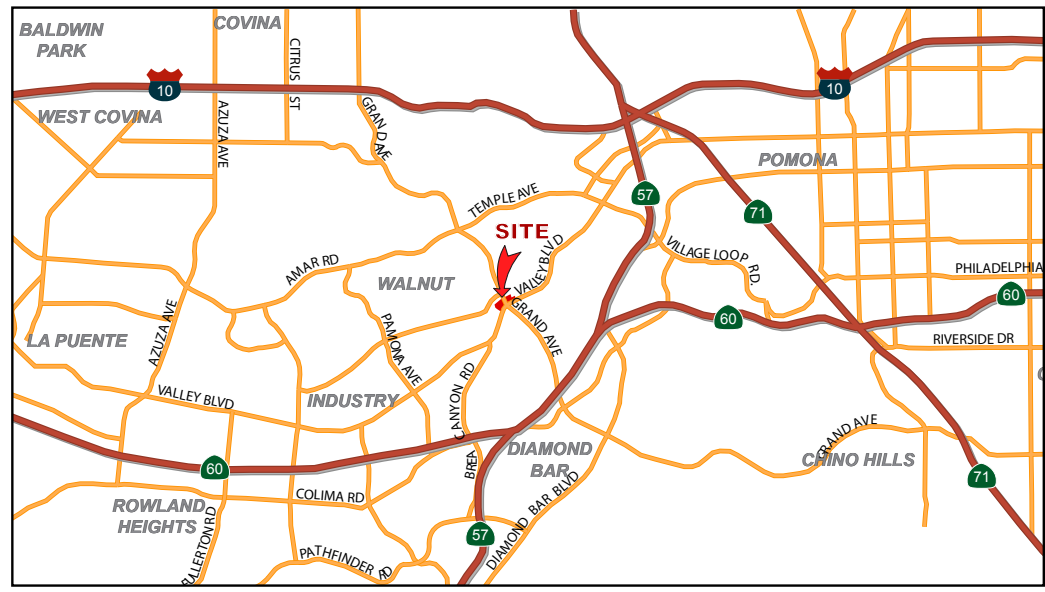 BALDWIN
PARK
COVINA
CITRUS ST
10
10
WEST COVINA
AZUZA AVE
GRAND AVE
POMONA
57
71
TEMPLE AVE
SITE
VALLEY BLVD
VILLAGE LOOP RD.
AMAR RD
WALNUT
PHILADELPHIA
60
60
GRAND AVE
LA PUENTE
AZUZA AVE
PAMONA AVE
RIVERSIDE DR
VALLEY BLVD
INDUSTRY
BREA CANYON RD
GRAND AVE
CHINO HILLS
DIAMOND
BAR
60
71
COLIMA RD
ROWLAND
HEIGHTS
DIAMOND BAR BLVD
57
ULLERTON RD
PATHFINDER RD